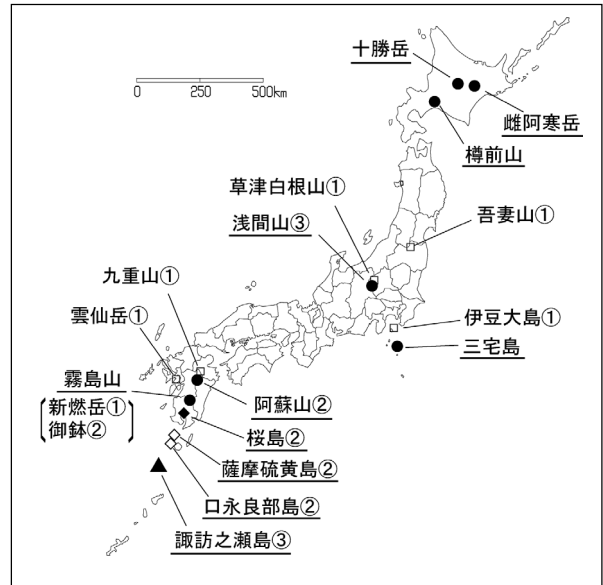 十勝岳
0 250 500km
雌阿寒岳
樽前山
草津白根山①
浅間山③
吾妻山①
九重山①
雲仙岳①
伊豆大島①
三宅島
霧島山
新燃岳①
御鉢②
阿蘇山②
桜島②
薩摩硫黄島②
口永良部島②
諏訪之瀬島③